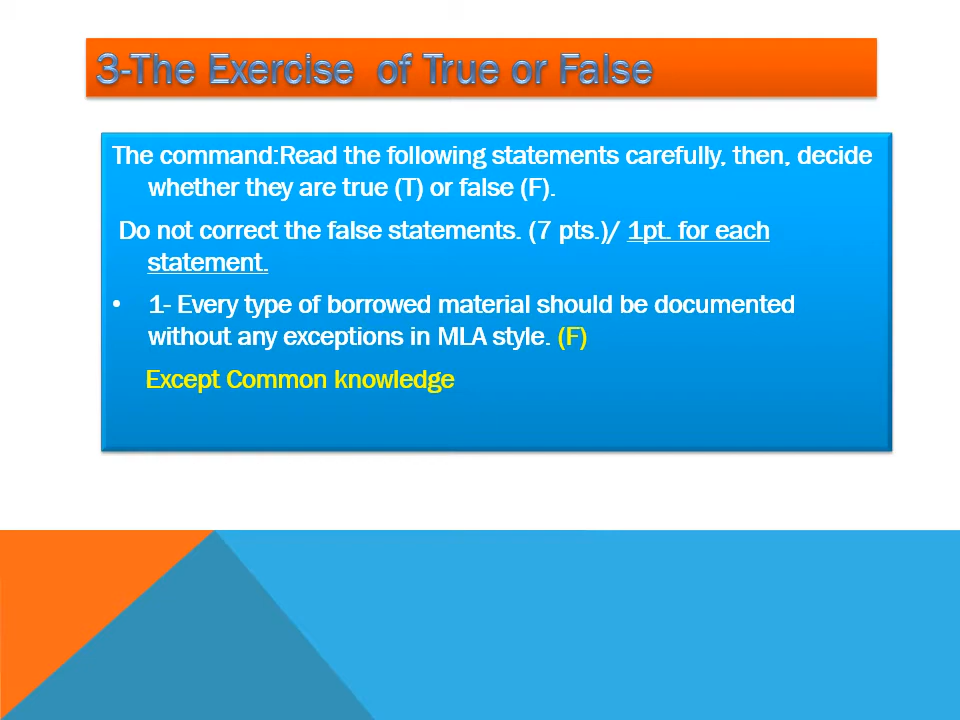 3-The Exercise of True or False
The command:Read the following statements carefully, then, decide
whether they are true (T) or false (F).
Do not correct the false statements. (7 pts.)/ 1pt. for each
statement.
• 1- Every type of borrowed material should be documented
without any exceptions in MLA style. (F)
Except Common knowledge